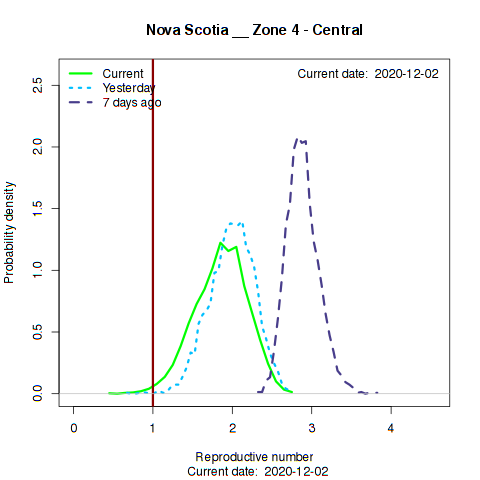 Nova Scotia __ Zone 4 - Central
Current
Yesterday
7 days ago
Current date: 2020-12-02
Probability density
2.5
2.0
1.5
1.0
0.5
0.0
0 1 2 3 4
Reproductive number
Current date: 2020-12-02